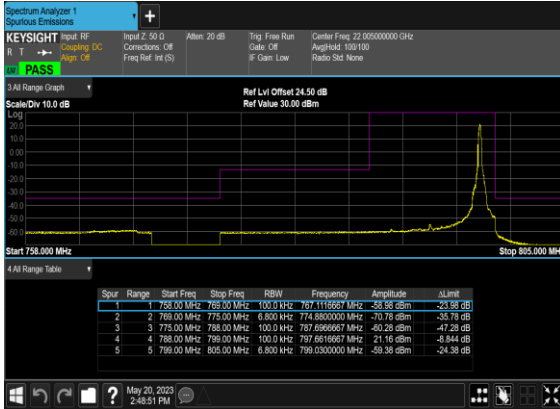 Spectrum Analyzer 1
Spurious Emissions
KEYSIGHT Input: RF Input Z: 50 Ω Atten: 20 dB Trig: Free Run Center Freq: 22.005000000 GHz
R T Coupling: DC Corrections: Off Gate: Off Avg|Hold: 100/100
Align: Off Freq Ref: Int (S) IF Gain: Low Radio Std: None
PASS
3 All Range Graph
Ref Lvl Offset 24.50 dB
Scale/Div 10.0 dB Ref Value 30.00 dBm
Log
20.0
10.0
0.00
-10.0
-20.0
-30.0
-40.0
-50.0
-60.0
Start 758.000 MHz Stop 805.000 MHz
4 All Range Table
Spur Range Start Freq Stop Freq RBW Frequency Amplitude ΔLimit
1 1 758.00 MHz 769.00 MHz 100.0 kHz 767.1116667 MHz -58.98 dBm -23.98 dB
2 2 769.00 MHz 775.00 MHz 6.800 kHz 774.8800000 MHz -70.78 dBm -35.78 dB
3 3 775.00 MHz 788.00 MHz 100.0 kHz 787.6966667 MHz -60.28 dBm -47.28 dB
4 4 788.00 MHz 799.00 MHz 100.0 kHz 797.6616667 MHz 21.16 dBm -8.844 dB
5 5 799.00 MHz 805.00 MHz 6.800 kHz 799.0300000 MHz -59.38 dBm -24.38 dB
? May 20, 2023
2:48:51 PM